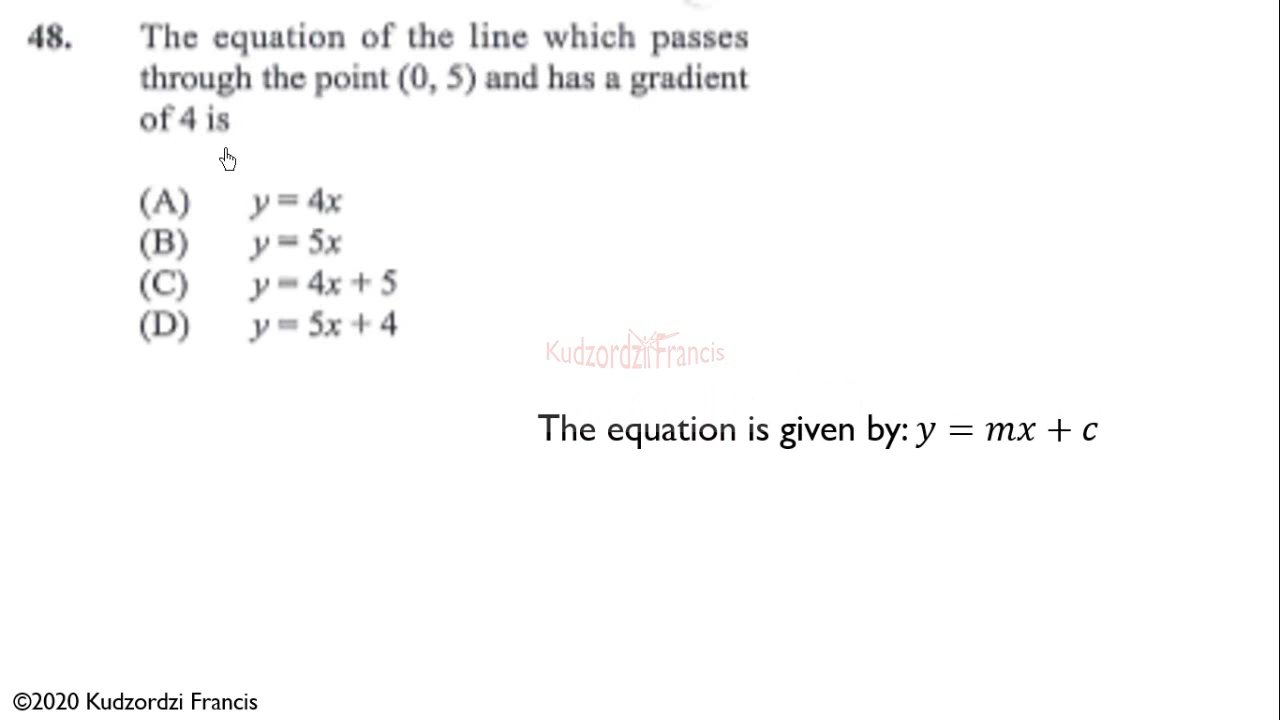 48. The equation of the line which passes
through the point (0, 5) and has a gradient
of 4 is
(A) y = 4x
(B) y = 5x
(C) y = 4x + 5
(D) y = 5x + 4
Kudzordzi Francis
The equation is given by: y = mx + c
©2020 Kudzordzi Francis